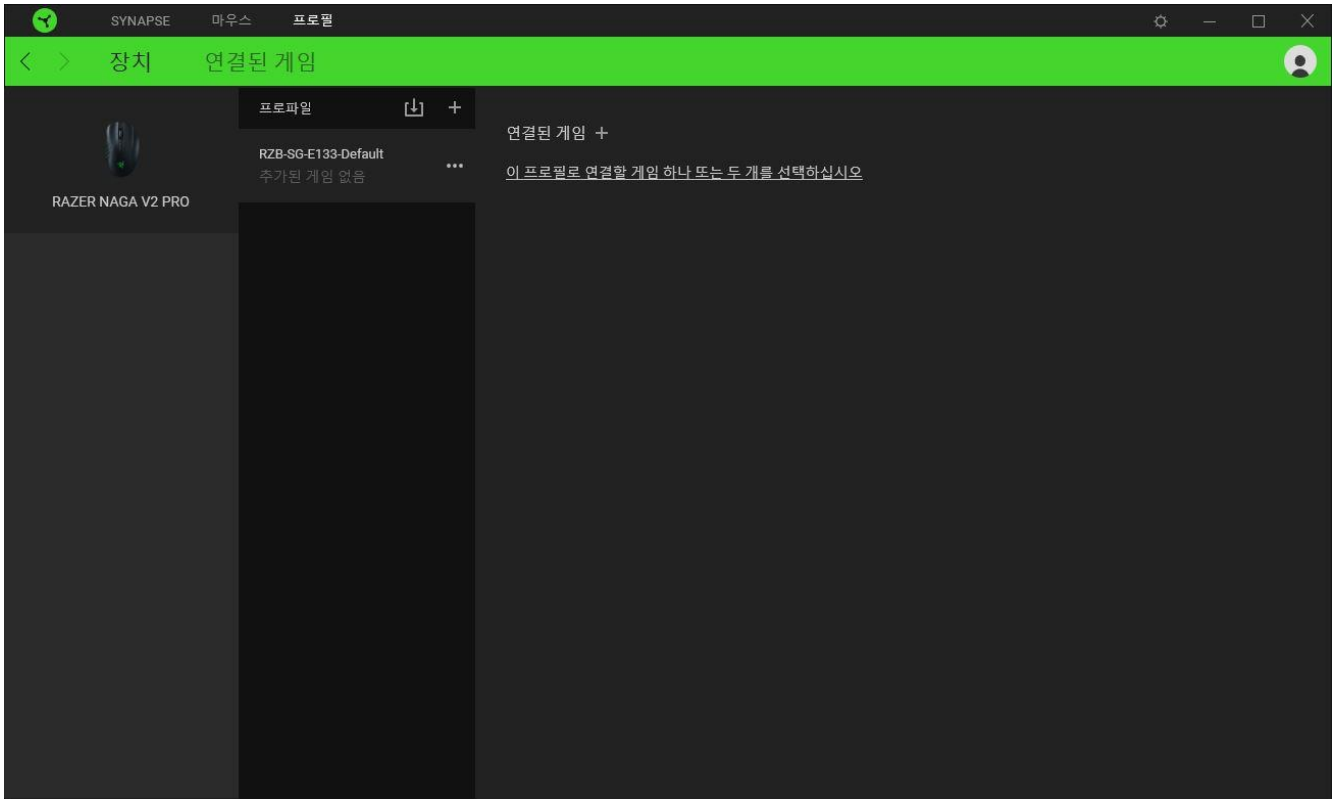 SYNAPSE 마우스 프로필
장치 연결된 게임
RAZER NAGA V2 PRO
프로파일
RZB-SG-E133-Default
추가된 게임 없음
연결된 게임
이 프로필로 연결할 게임 하나 또는 두 개를 선택하십시오